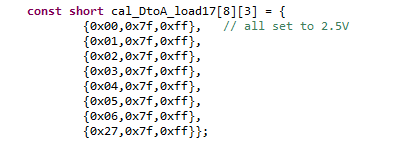 const short cal_DtoA_load17[8][3] = {
{0x00,0x7f,0xff}, // all set to 2.5V
{0x01,0x7f,0xff},
{0x02,0x7f,0xff},
{0x03,0x7f,0xff},
{0x04,0x7f,0xff},
{0x05,0x7f,0xff},
{0x06,0x7f,0xff},
{0x27,0x7f,0xff}};